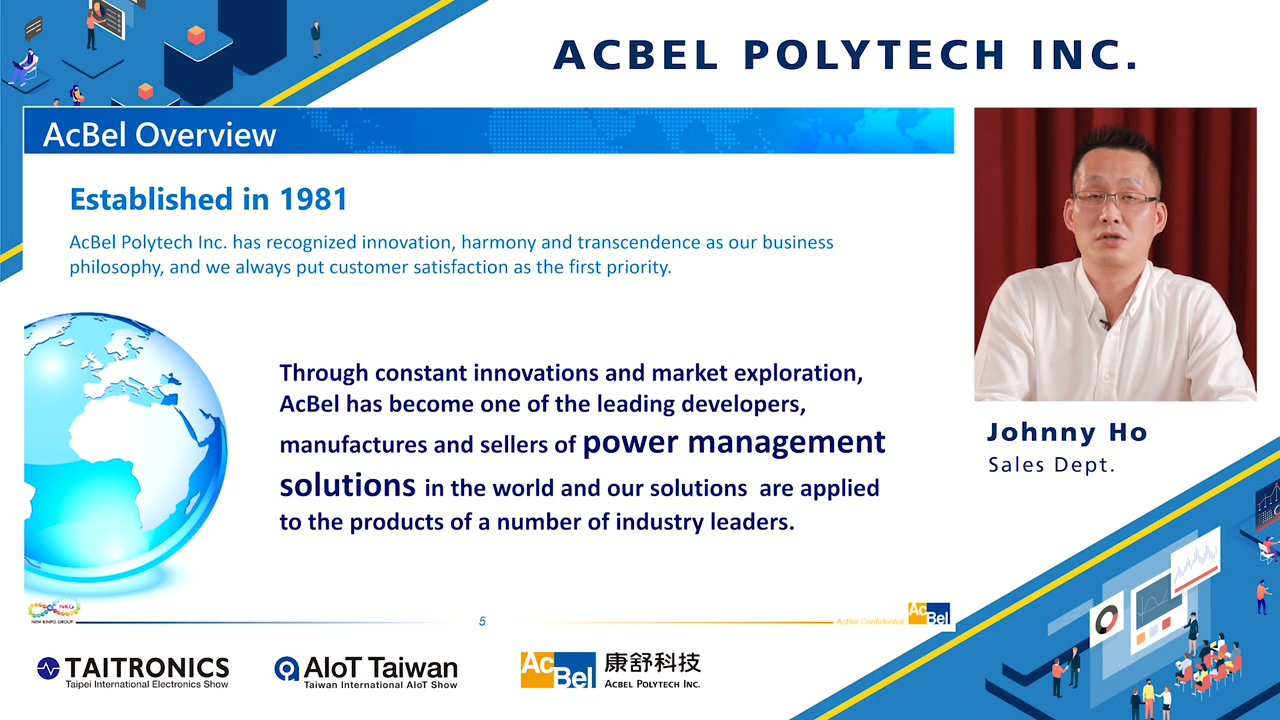 ACBEL POLYTECH INC.
AcBel Overview
Established in 1981
AcBel Polytech Inc. has recognized innovation, harmony and transcendence as our business
philosophy, and we always put customer satisfaction as the first priority.
Through constant innovations and market exploration,
AcBel has become one of the leading developers,
manufactures and sellers of power management
solutions in the world and our solutions are applied
to the products of a number of industry leaders.
Johnny Ho
Sales Dept.
NKG
NEW KINPO GROUP
5
AcBel Confidential
AcBel
TAITRONICS
Taipei International Electronics Show
AIoT Taiwan
Taiwan International AIoT Show
AcBel
康舒科技
ACBEL POLYTECH INC.